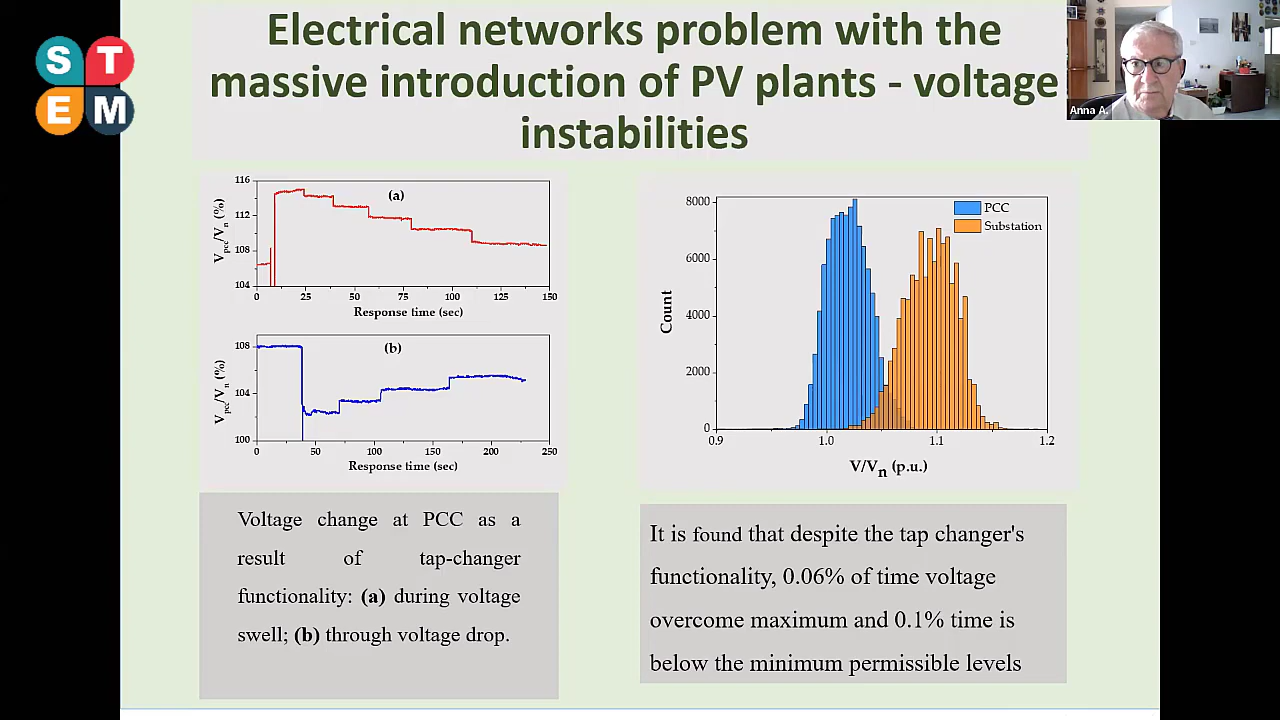 S T
E M
Electrical networks problem with the
massive introduction of PV plants - voltage
instabilities
Anna A.
116
112
108
104
Vpcc/Vn (%)
(a)
0 25 50 75 100 125 150
Response time (sec)
108
104
100
Vpcc/Vn (%)
(b)
0 50 100 150 200 250
Response time (sec)
8000
6000
4000
2000
0
Count
PCC
Substation
0.9 1.0 1.1 1.2
V/Vn (p.u.)
Voltage change at PCC as a
result of tap-changer
functionality: (a) during voltage
swell; (b) through voltage drop.
It is found that despite the tap changer's
functionality, 0.06% of time voltage
overcome maximum and 0.1% time is
below the minimum permissible levels